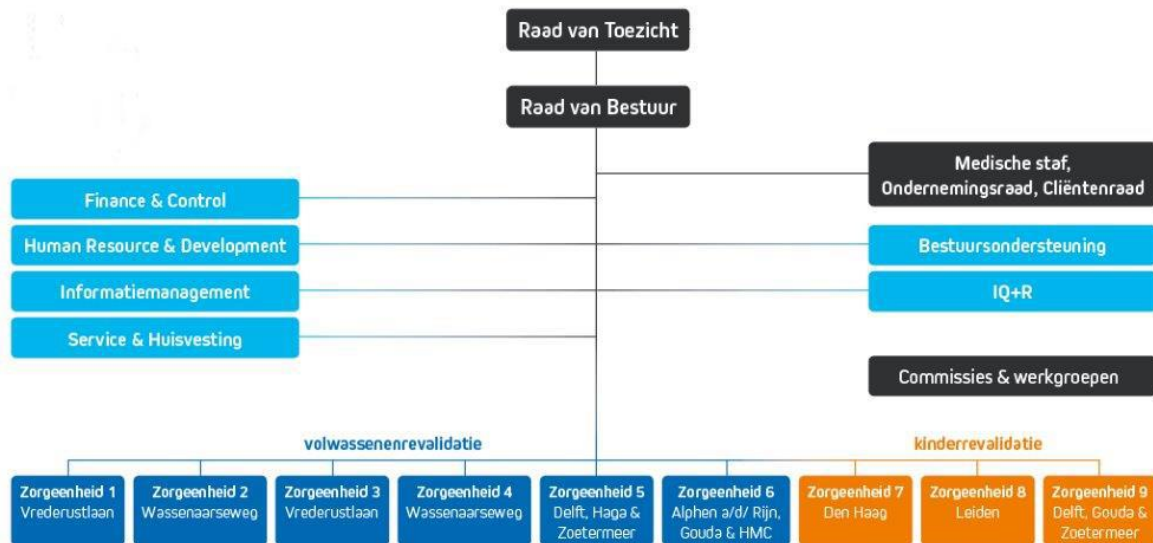 Raad van Toezicht
Raad van Bestuur
Medische staf,
Ondernemingsraad, Cliëntenraad
Finance & Control
Human Resource & Development
Bestuursondersteuning
Informatiemanagement
IQ+R
Service & Huisvesting
Commissies & werkgroepen
volwassenenrevalidatie
kinderrevalidatie
Zorgeenheid 1
Vrederustlaan
Zorgeenheid 2
Wassenaarseweg
Zorgeenheid 3
Vrederustlaan
Zorgeenheid 4
Wassenaarseweg
Zorgeenheid 5
Delft, Haga &
Zoetermeer
Zorgeenheid 6
Alphen a/d/ Rijn,
Gouda & HMC
Zorgeenheid 7
Den Haag
Zorgeenheid 8
Leiden
Zorgeenheid 9
Delft, Gouda &
Zoetermeer